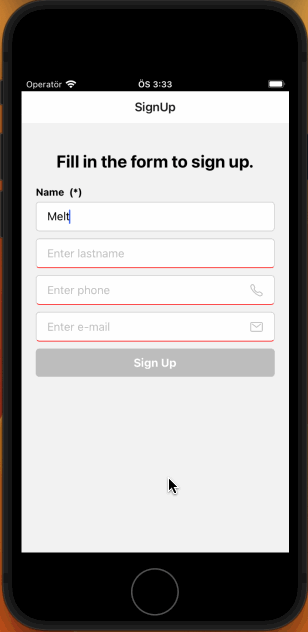 Operatör ÖS 3:33
SignUp
Fill in the form to sign up.
Name (*)
Melt
Enter lastname
Enter phone
Enter e-mail
Sign Up